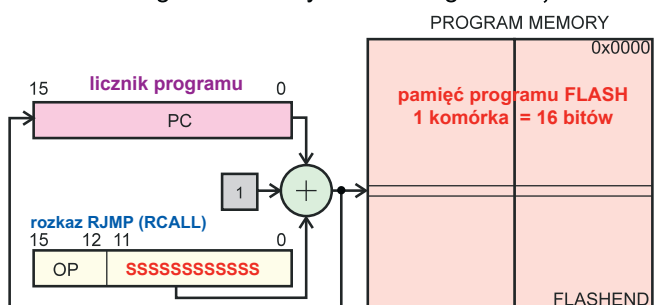 PROGRAM MEMORY
0x0000
15 licznik programu 0
PC
pamięć programu FLASH
1 komórka = 16 bitów
1
+
rozkaz RJMP (RCALL)
15 12 11 0
OP SSSSSSSSSSSS
FLASHEND